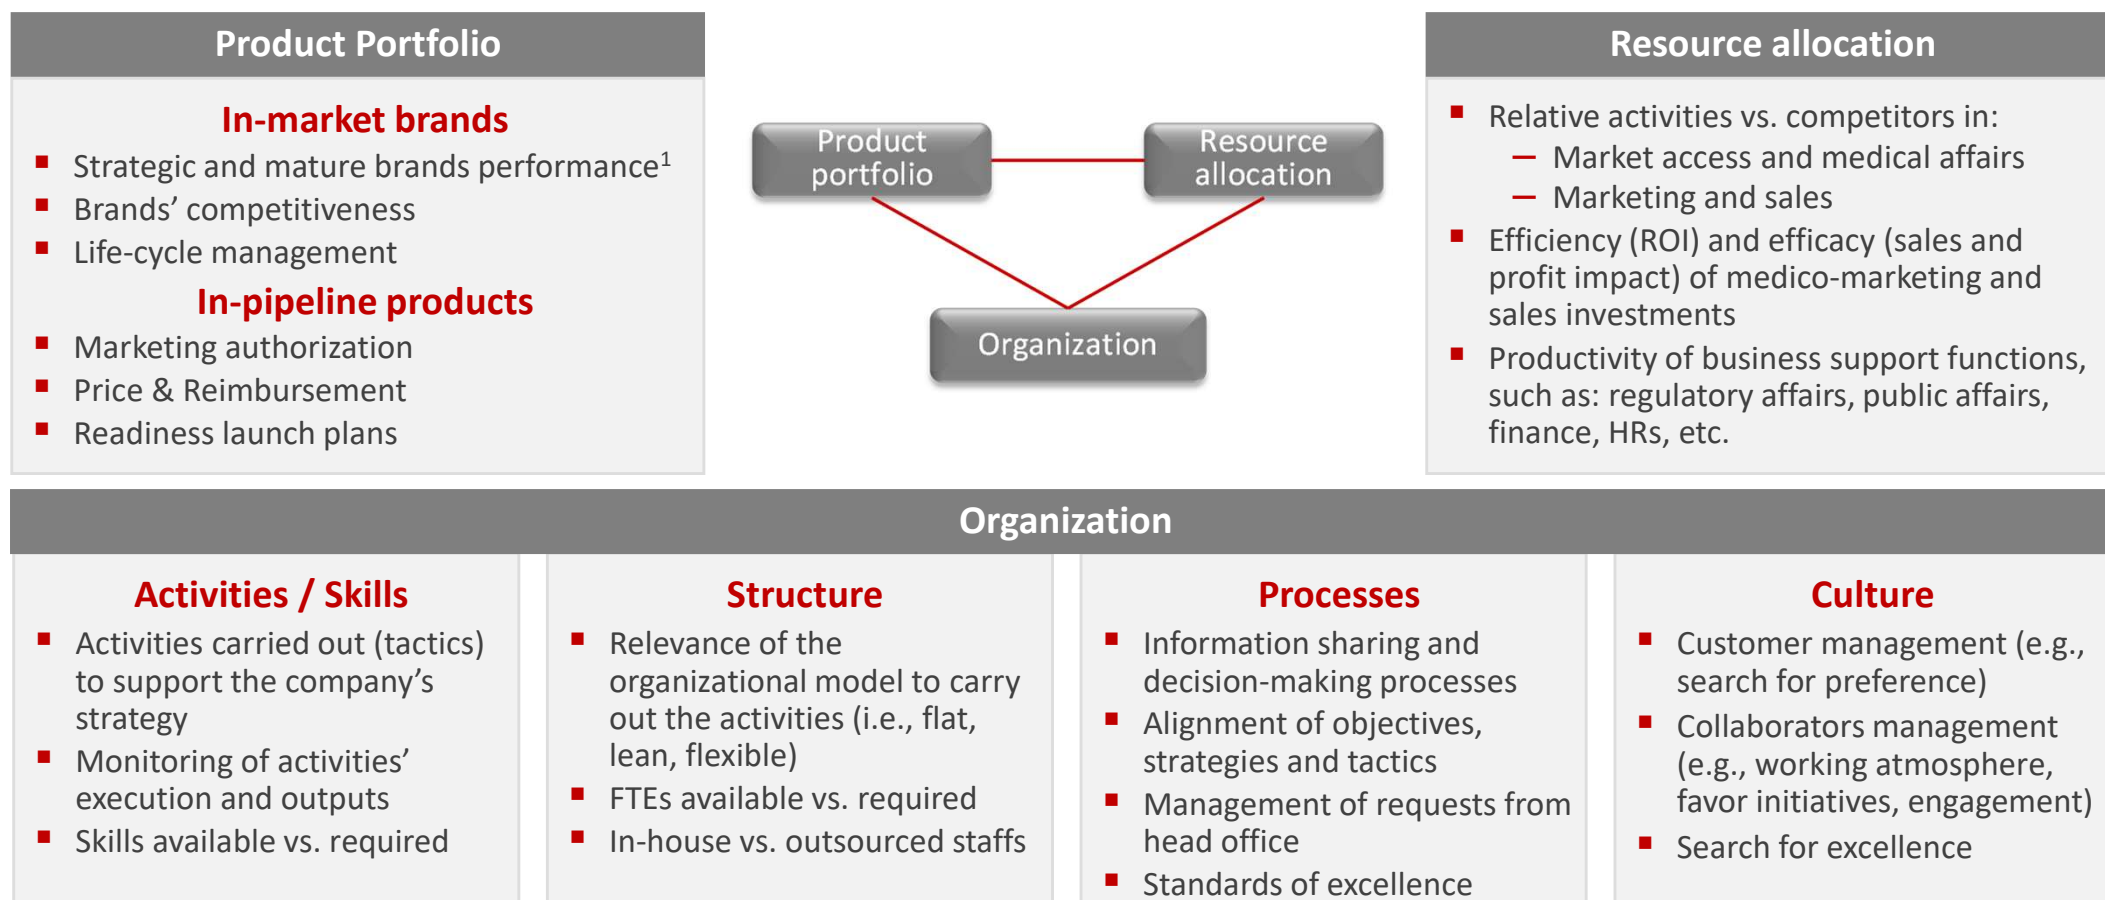 Product Portfolio
In-market brands
▪ Strategic and mature brands performance¹
▪ Brands’ competitiveness
▪ Life-cycle management
In-pipeline products
▪ Marketing authorization
▪ Price & Reimbursement
▪ Readiness launch plans
Product
portfolio
Resource
allocation
Organization
Resource allocation
▪ Relative activities vs. competitors in:
– Market access and medical affairs
– Marketing and sales
▪ Efficiency (ROI) and efficacy (sales and
profit impact) of medico-marketing and
sales investments
▪ Productivity of business support functions,
such as: regulatory affairs, public affairs,
finance, HRs, etc.
Organization
Activities / Skills
▪ Activities carried out (tactics)
to support the company’s
strategy
▪ Monitoring of activities’
execution and outputs
▪ Skills available vs. required
Structure
▪ Relevance of the
organizational model to carry
out the activities (i.e., flat,
lean, flexible)
▪ FTEs available vs. required
▪ In-house vs. outsourced staffs
Processes
▪ Information sharing and
decision-making processes
▪ Alignment of objectives,
strategies and tactics
▪ Management of requests from
head office
▪ Standards of excellence
Culture
▪ Customer management (e.g.,
search for preference)
▪ Collaborators management
(e.g., working atmosphere,
favor initiatives, engagement)
▪ Search for excellence